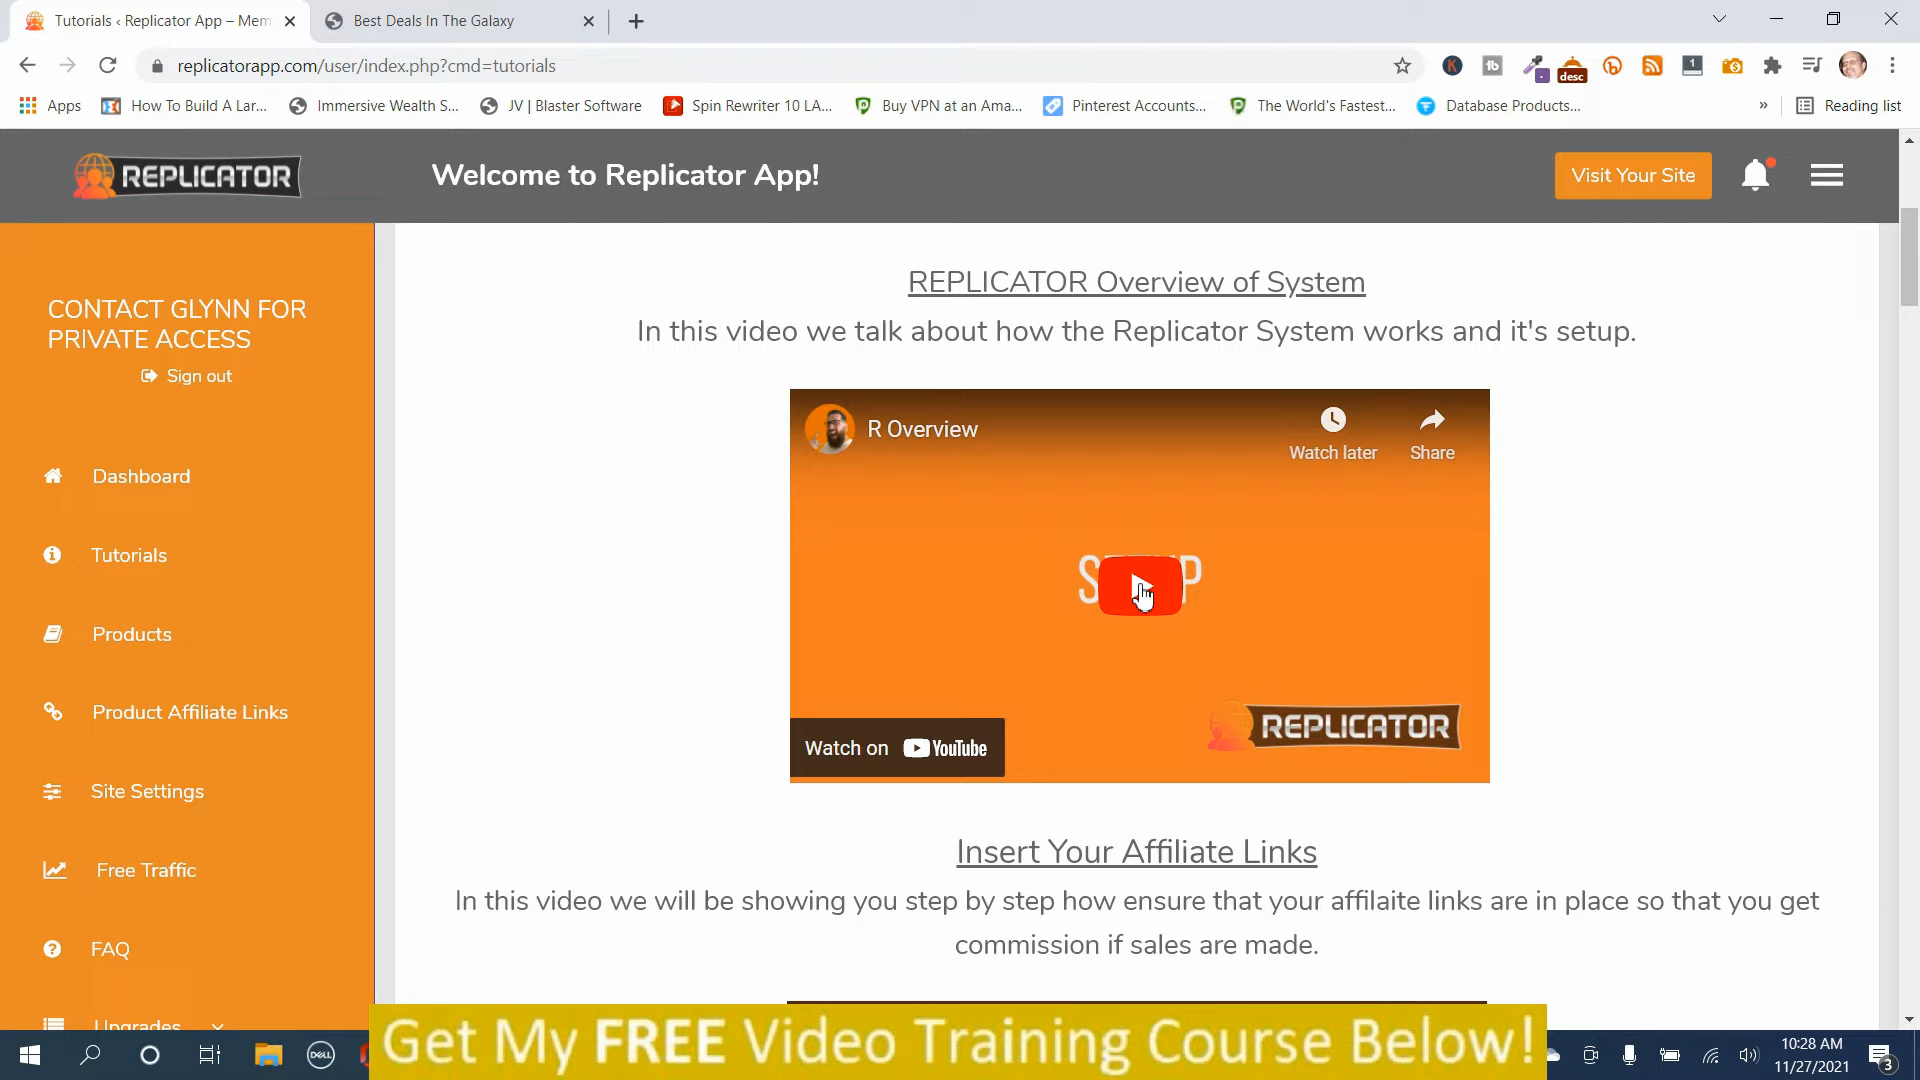 Tutorials ‹ Replicator App – Mem
Best Deals In The Galaxy
replicatorapp.com/user/index.php?cmd=tutorials
desc
1
Apps
How To Build A Lar...
Immersive Wealth S...
JV | Blaster Software
Spin Rewriter 10 LA...
Buy VPN at an Ama...
Pinterest Accounts...
The World's Fastest...
Database Products...
»
Reading list
REPLICATOR
Welcome to Replicator App!
Visit Your Site
CONTACT GLYNN FOR
PRIVATE ACCESS
Sign out
Dashboard
Tutorials
Products
Product Affiliate Links
Site Settings
Free Traffic
FAQ
Upgrades
REPLICATOR Overview of System
In this video we talk about how the Replicator System works and it's setup.
R Overview
Watch later
Share
REPLICATOR
Watch on YouTube
Insert Your Affiliate Links
In this video we will be showing you step by step how ensure that your affilaite links are in place so that you get
commission if sales are made.
Get My FREE Video Training Course Below!
DELL
10:28 AM
11/27/2021
3